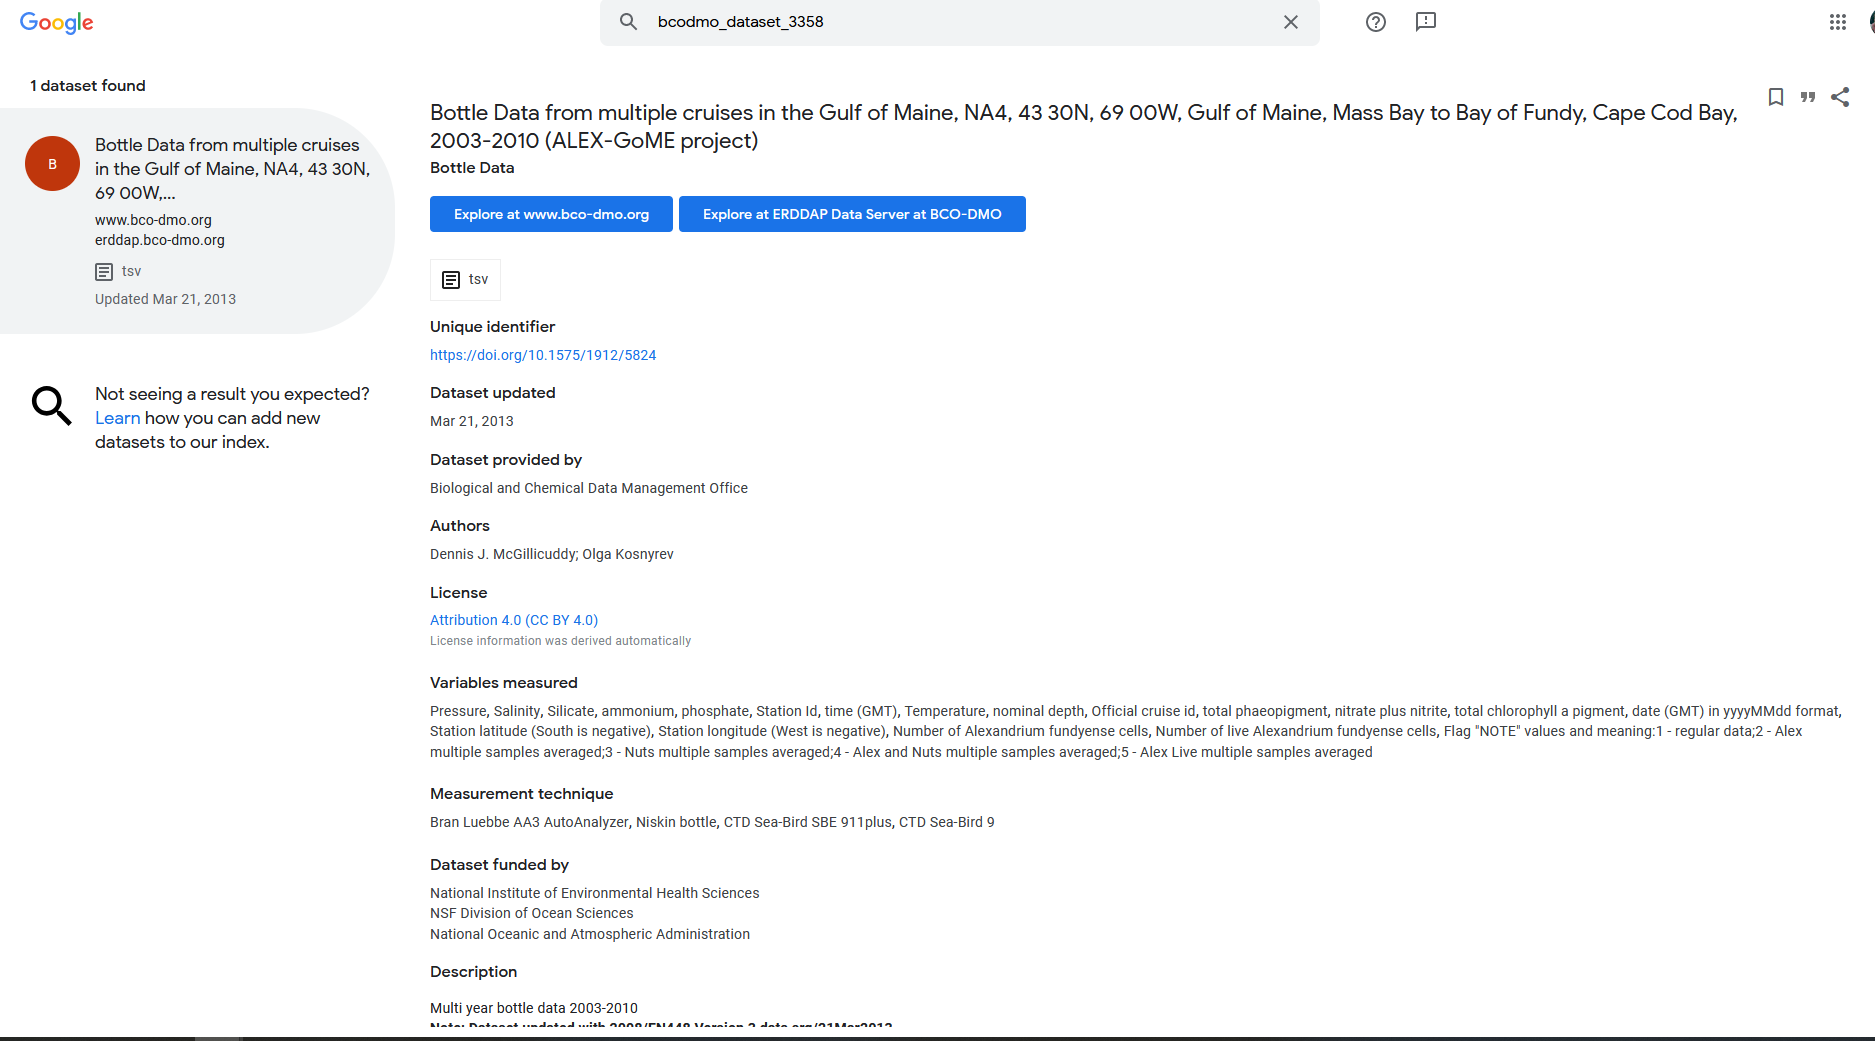 Google
bcodmo_dataset_3358
1 dataset found
B
Bottle Data from multiple cruises
in the Gulf of Maine, NA4, 43 30N,
69 00W,...
www.bco-dmo.org
erddap.bco-dmo.org
tsv
Updated Mar 21, 2013
Not seeing a result you expected?
Learn how you can add new
datasets to our index.
Bottle Data from multiple cruises in the Gulf of Maine, NA4, 43 30N, 69 00W, Gulf of Maine, Mass Bay to Bay of Fundy, Cape Cod Bay,
2003-2010 (ALEX-GoME project)
Bottle Data
Explore at www.bco-dmo.org
Explore at ERDDAP Data Server at BCO-DMO
tsv
Unique identifier
https://doi.org/10.1575/1912/5824
Dataset updated
Mar 21, 2013
Dataset provided by
Biological and Chemical Data Management Office
Authors
Dennis J. McGillicuddy; Olga Kosnyrev
License
Attribution 4.0 (CC BY 4.0)
License information was derived automatically
Variables measured
Pressure, Salinity, Silicate, ammonium, phosphate, Station Id, time (GMT), Temperature, nominal depth, Official cruise id, total phaeopigment, nitrate plus nitrite, total chlorophyll a pigment, date (GMT) in yyyyMMdd format,
Station latitude (South is negative), Station longitude (West is negative), Number of Alexandrium fundyense cells, Number of live Alexandrium fundyense cells, Flag "NOTE" values and meaning:1 - regular data;2 - Alex
multiple samples averaged;3 - Nuts multiple samples averaged;4 - Alex and Nuts multiple samples averaged;5 - Alex Live multiple samples averaged
Measurement technique
Bran Luebbe AA3 AutoAnalyzer, Niskin bottle, CTD Sea-Bird SBE 911plus, CTD Sea-Bird 9
Dataset funded by
National Institute of Environmental Health Sciences
NSF Division of Ocean Sciences
National Oceanic and Atmospheric Administration
Description
Multi year bottle data 2003-2010
Note: Dataset updated with 2008/EN448 Version 2 data.org/21Mar2013